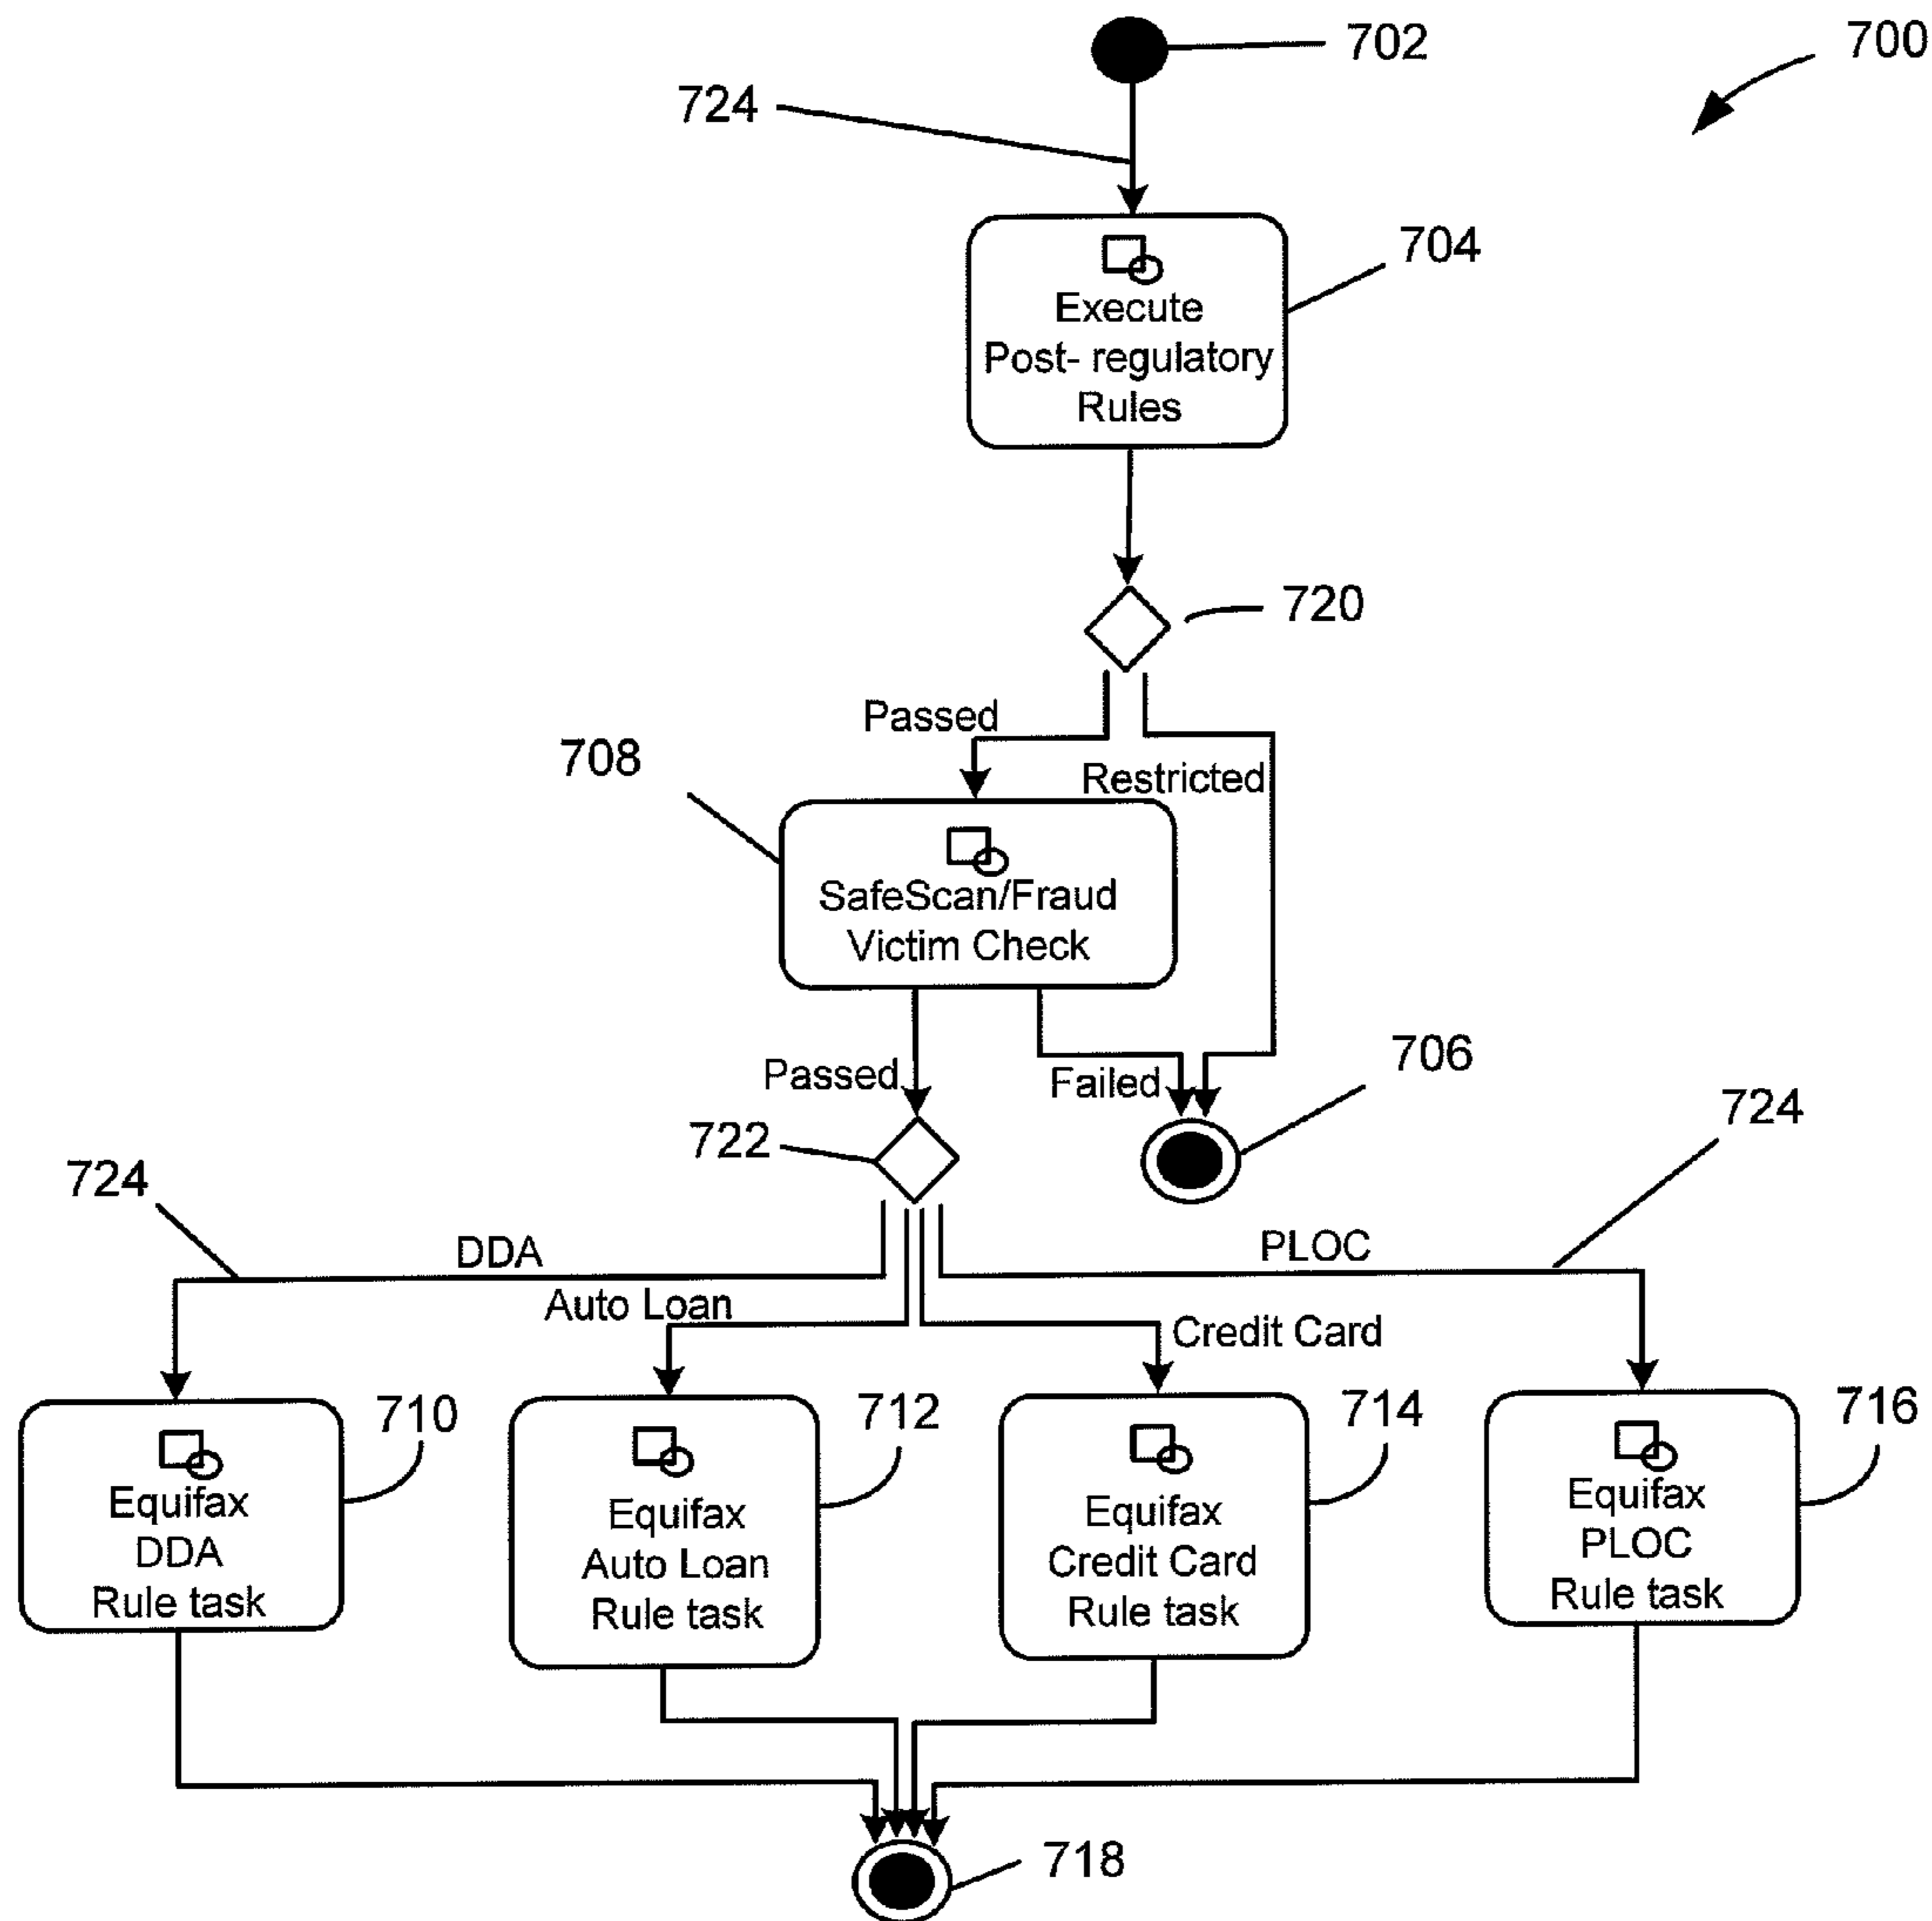 702
700
724
704
Execute
Post- regulatory
Rules
720
Passed
708
Restricted
SafeScan/Fraud
Victim Check
706
Passed
Failed
724
722
724
DDA
PLOC
Auto Loan
Credit Card
710
712
714
716
Equifax
DDA
Rule task
Equifax
Auto Loan
Rule task
Equifax
Credit Card
Rule task
Equifax
PLOC
Rule task
718